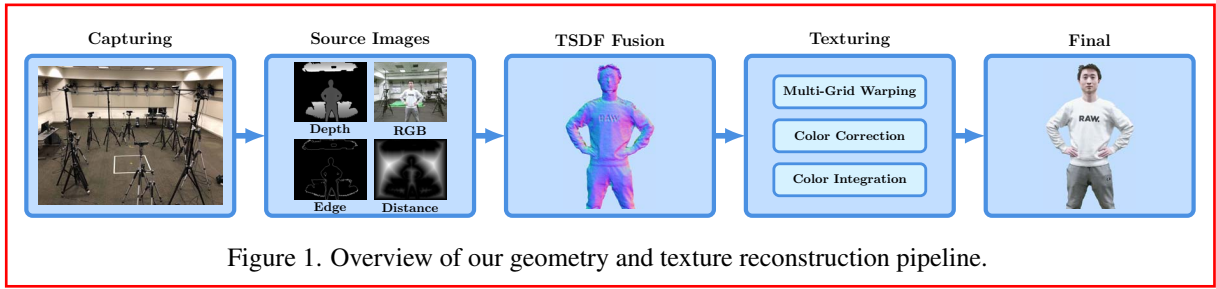 Capturing
Source Images
TSDF Fusion
Texturing
Final
Depth
RGB
Edge
Distance
RAW.
Multi-Grid Warping
Color Correction
Color Integration
RAW.
Figure 1. Overview of our geometry and texture reconstruction pipeline.